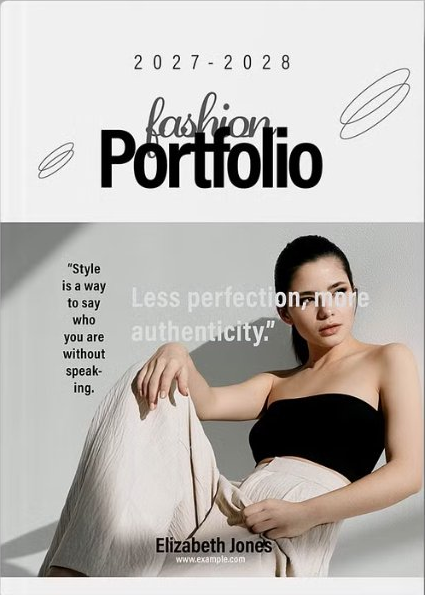 2027-2028
fashion
Portfolio
"Style
is a way
to say
who
you are
without
speak-
ing.
Less perfection, more
authenticity."
Elizabeth Jones
www.example.com